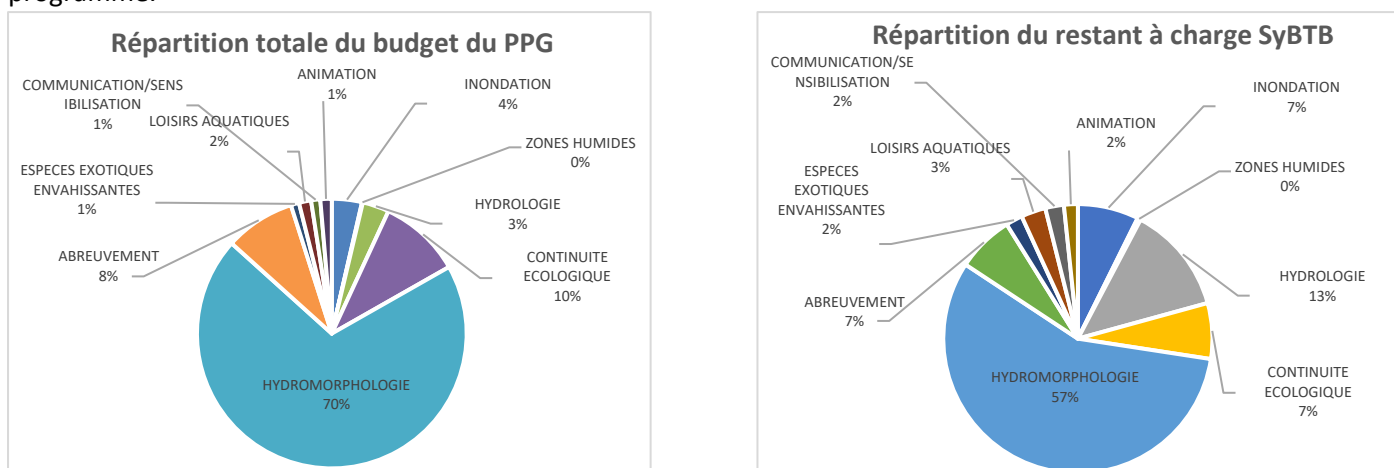 programme.
Répartition totale du budget du PPG
ANIMATION
1%
INONDATION
4%
COMMUNICATION/SENS
IBILISATION
1%
LOISIRS AQUATIQUES
2%
ZONES HUMIDES
0%
ESPECES EXOTIQUES
ENVAHISSANTES
1%
HYDROLOGIE
3%
ABREUVEMENT
8%
CONTINUITE
ECOLOGIQUE
10%
HYDROMORPHOLOGIE
70%
Répartition du restant à charge SyBTB
COMMUNICATION/SE
NSIBILISATION
2%
INONDATION
7%
ANIMATION
2%
LOISIRS AQUATIQUES
3%
ZONES HUMIDES
0%
ESPECES
EXOTIQUES
ENVAHISSANTES
2%
HYDROLOGIE
13%
ABREUVEMENT
7%
CONTINUITE
ECOLOGIQUE
7%
HYDROMORPHOLOGIE
57%